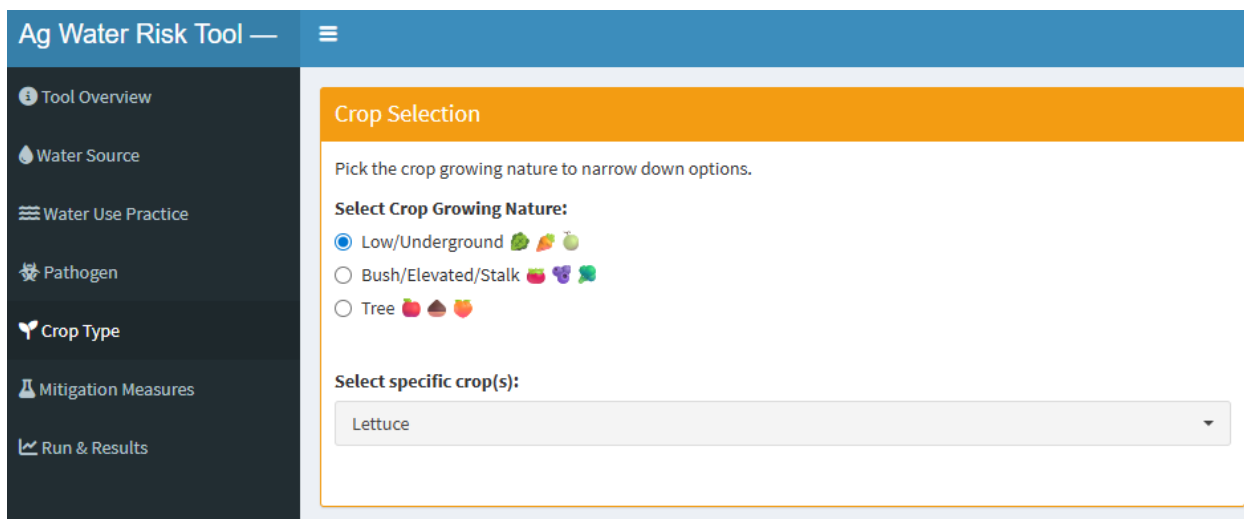 Ag Water Risk Tool —
Tool Overview
Water Source
Water Use Practice
Pathogen
Crop Type
Mitigation Measures
Run & Results
Crop Selection
Pick the crop growing nature to narrow down options.
Select Crop Growing Nature:
Low/Underground
Bush/Elevated/Stalk
Tree
Select specific crop(s):
Lettuce